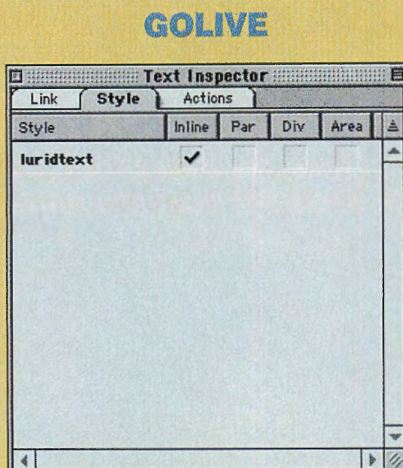 GOLIVE
Text Inspector
Link Style Actions
Style Inline Par Div Area
luridtext